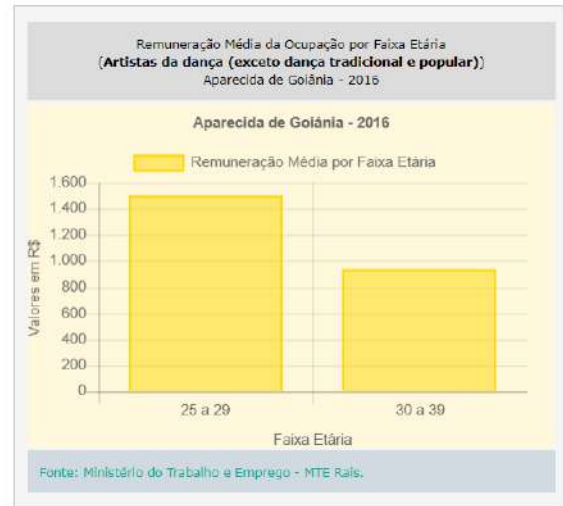 Remuneração Média da Ocupação por Faixa Etária
(Artistas da dança (exceto dança tradicional e popular))
Aparecida de Goiânia - 2016
Aparecida de Goiânia - 2016
Remuneração Média por Faixa Etária
1.600
1.400
1.200
1.000
800
600
400
200
0
Valores em R$
25 a 29
30 a 39
Faixa Etária
Fonte: Ministério do Trabalho e Emprego - MTE Rais.